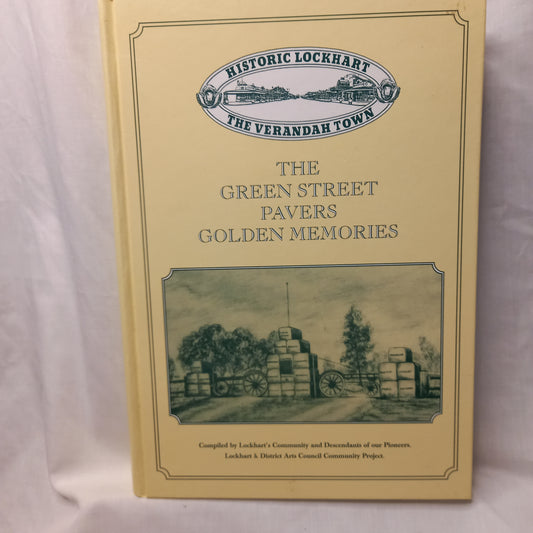 HISTORIC LOCKHART
THE VERANDAH TOWN
THE
GREEN STREET
PAVERS
GOLDEN MEMORIES
Compiled by Lockhart's Community and Descendants of our Pioneers.
Lockhart & District Arts Council Community Project.